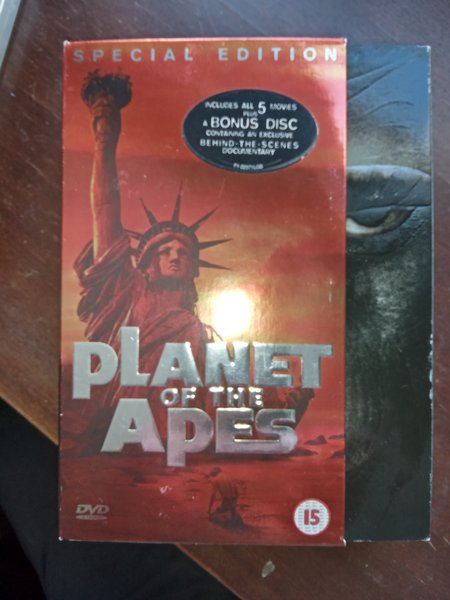 SPECIAL EDITION
INCLUDES ALL 5 MOVIES
PLUS
A BONUS DISC
CONTAINING AN EXCLUSIVE
BEHIND-THE-SCENES
DOCUMENTARY
PLANET
OF THE
APES
DVD
15